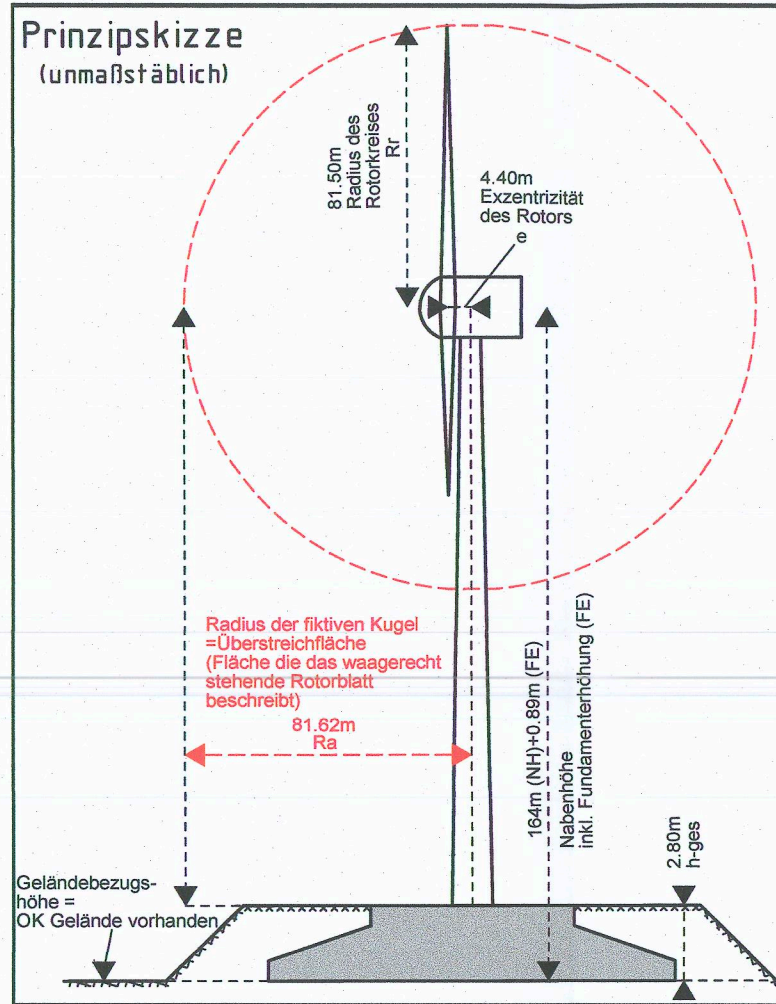 Prinzipskizze
(unmaßstäblich)
81.50m
Radius des
Rotorkreises
Rr
4.40m
Exzentrizität
des Rotors
e
Radius der fiktiven Kugel
=Überstreichfläche
(Fläche die das waagerecht
stehende Rotorblatt
beschreibt)
81.62m
Ra
164m (NH)+0.89m (FE)
Nabenhöhe
inkl. Fundamenterhöhung (FE)
2.80m
h-ges
Geländebezugs-
höhe =
OK Gelände vorhanden